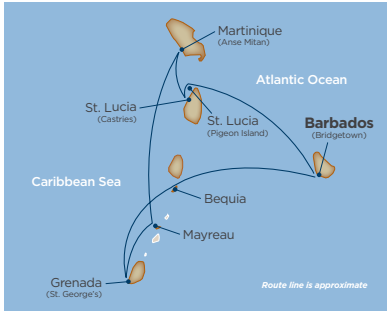 Martinique
(Anse Mitan)
Atlantic Ocean
St. Lucia
(Castries)
St. Lucia
(Pigeon Island)
Barbados
(Bridgetown)
Caribbean Sea
Bequia
Mayreau
Grenada
(St. George's)
Route line is approximate